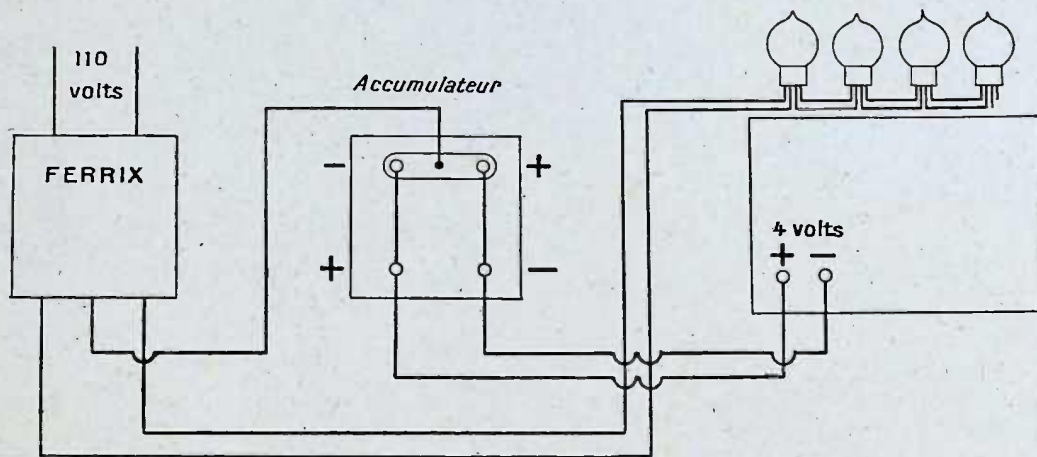 110
volts
FERRIX
Accumulateur
- +
+ -
4 volts
+ -